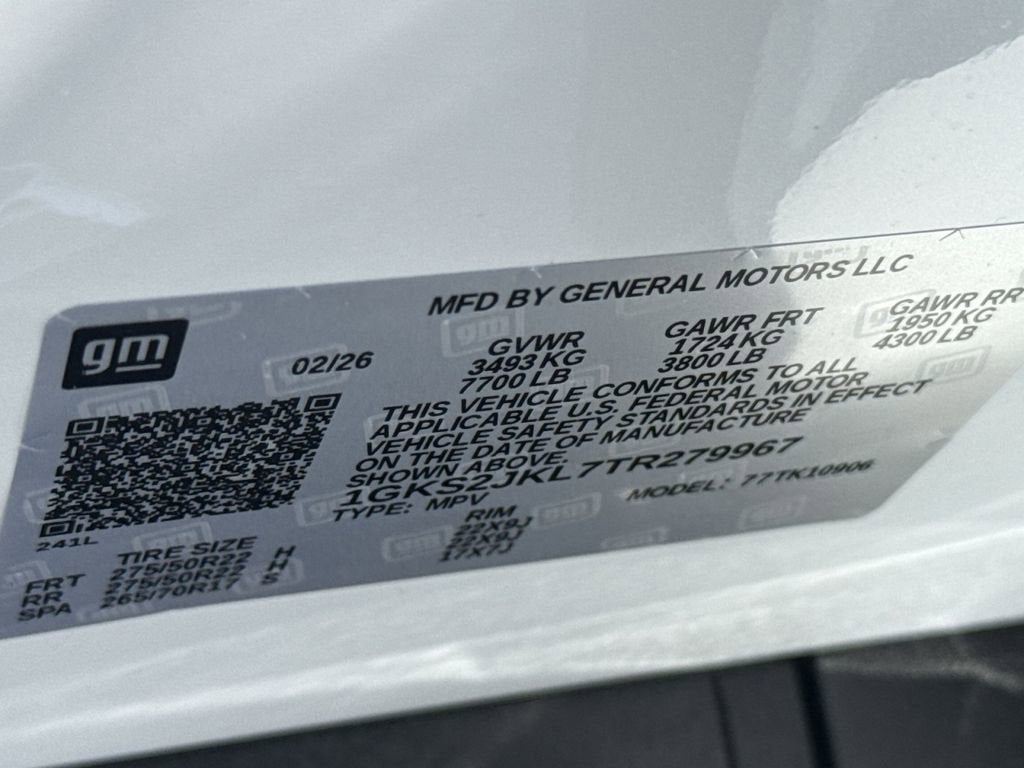 MFD BY GENERAL MOTORS LLC
gm
02/26
GVWR GAWR FRT GAWR RR
3493 KG 1724 KG 1950 KG
7700 LB 3800 LB 4300 LB
THIS VEHICLE CONFORMS TO ALL
APPLICABLE U.S. FEDERAL MOTOR
VEHICLE SAFETY STANDARDS IN EFFECT
ON THE DATE OF MANUFACTURE
SHOWN ABOVE.
1GKS2JKL7TR279967
TYPE: MPV MODEL: 77TK10906
241L
TIRE SIZE RIM
FRT 275/50R22 H 22X9J
RR 275/50R22 H 22X9J
SPA 265/70R17 S 17X7J